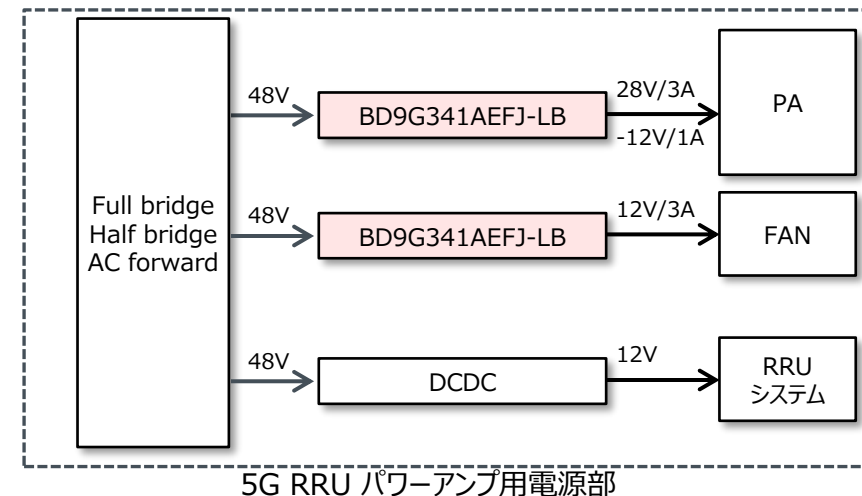 Full bridge
Half bridge
AC forward
48V
BD9G341AEFJ-LB
28V/3A
-12V/1A
PA
48V
BD9G341AEFJ-LB
12V/3A
FAN
48V
DCDC
12V
RRU
システム
5G RRU パワーアンプ用電源部